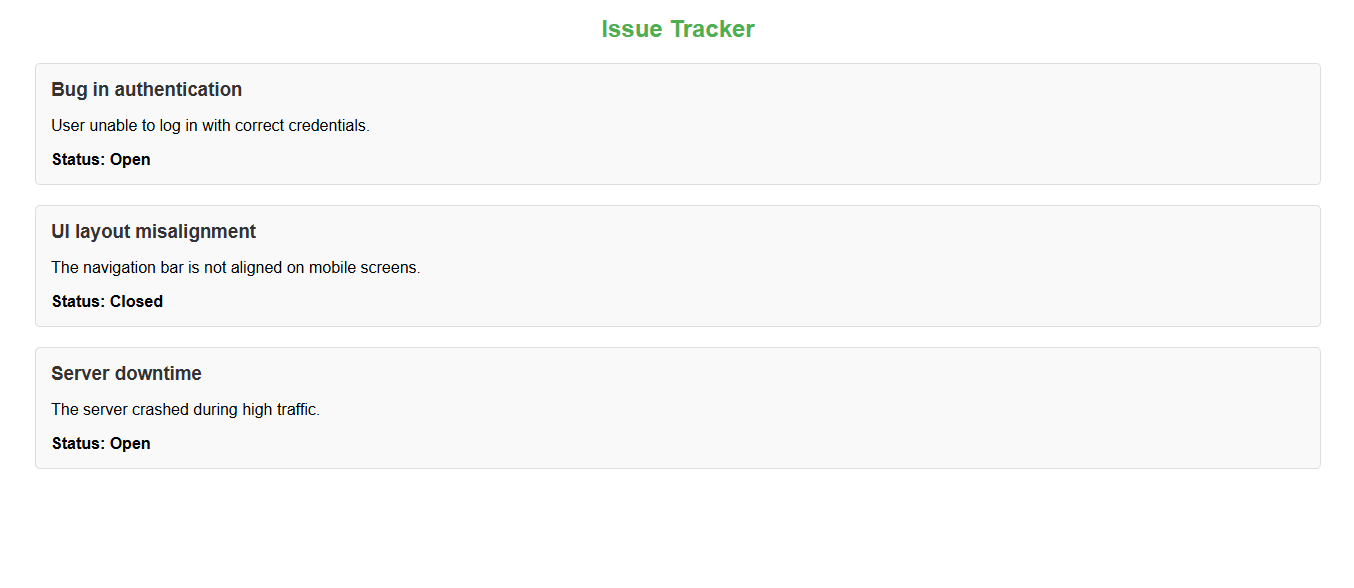 Issue Tracker
Bug in authentication
User unable to log in with correct credentials.
Status: Open
UI layout misalignment
The navigation bar is not aligned on mobile screens.
Status: Closed
Server downtime
The server crashed during high traffic.
Status: Open